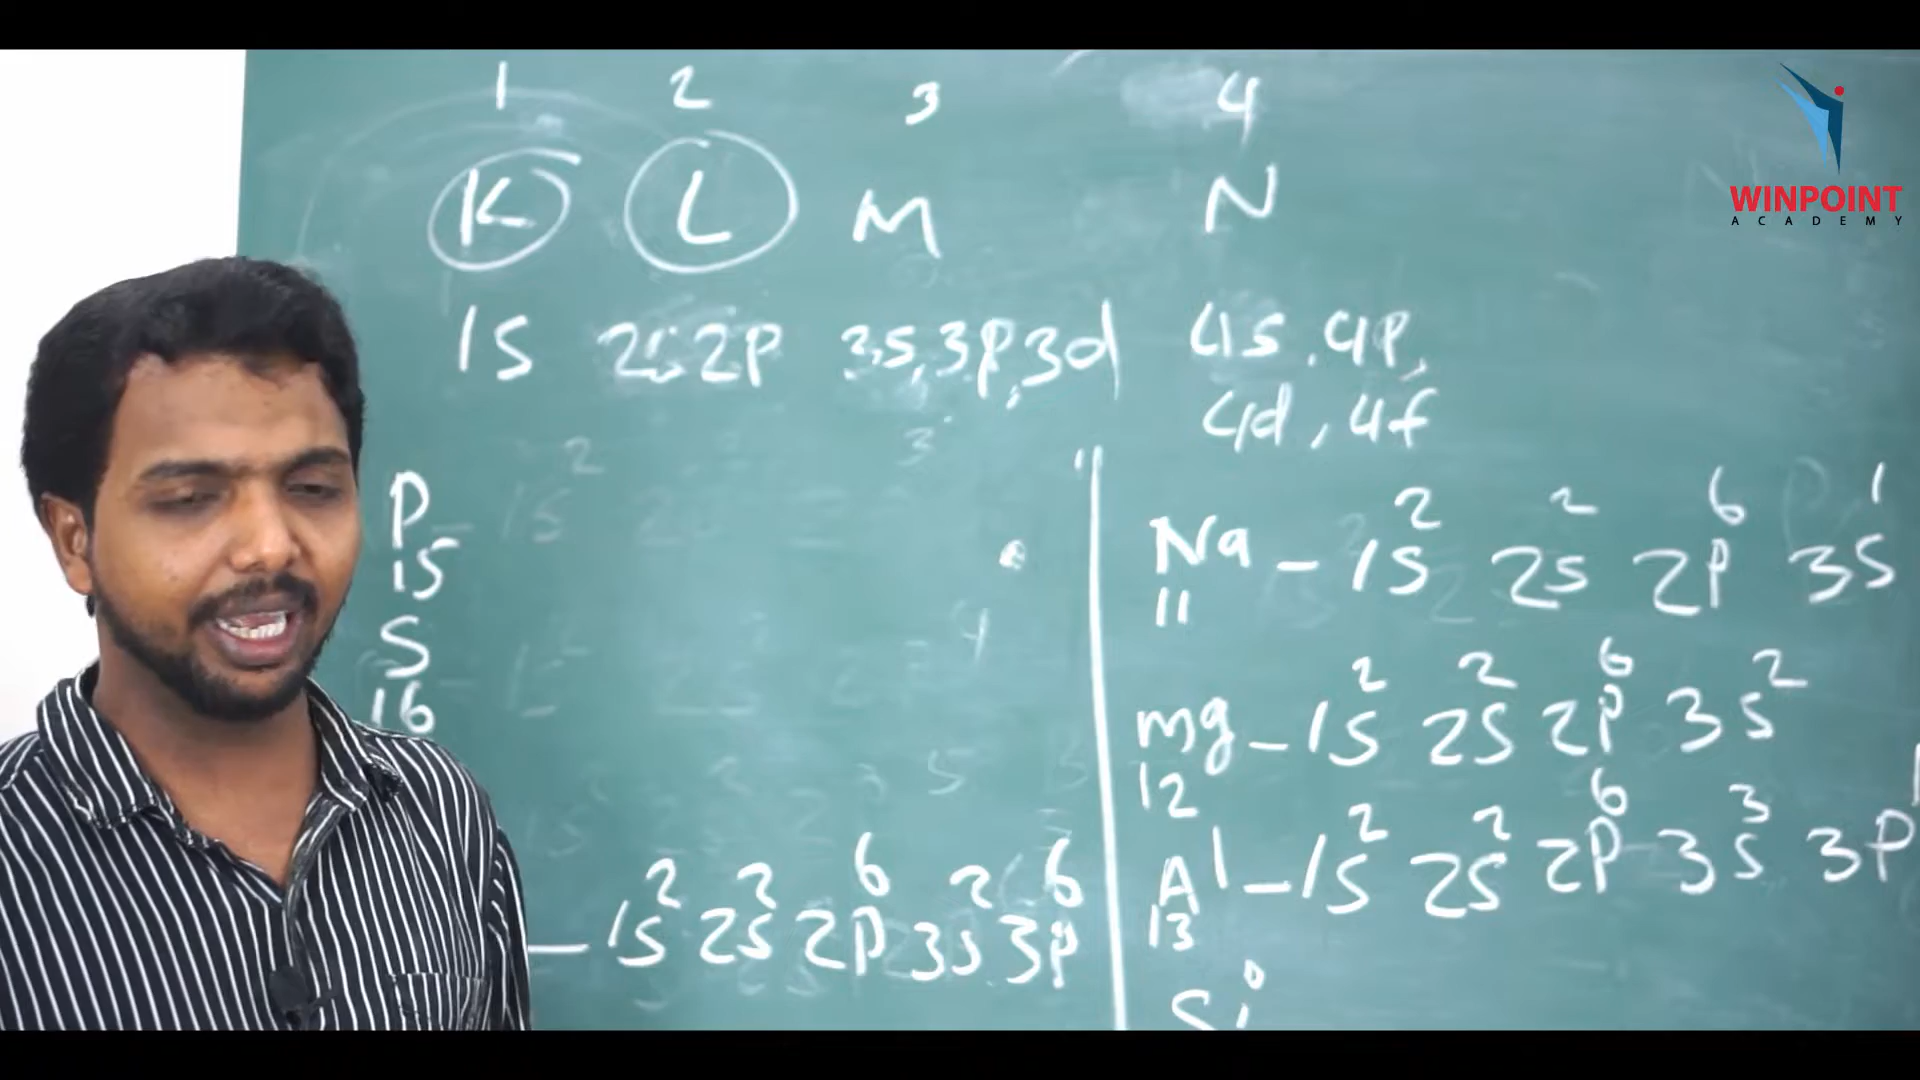 1 2 3 4
K L M N
1s 2s 2p 3s, 3p, 3d 4s, 4p,
4d, 4f
P
15
S
16
– 1s² 2s² 2p⁶ 3s² 3p⁶
Na – 1s² 2s² 2p⁶ 3s¹
11
mg – 1s² 2s² 2p⁶ 3s²
12
Al – 1s² 2s² 2p⁶ 3s³ 3p
13
Si
WINPOINT
ACADEMY